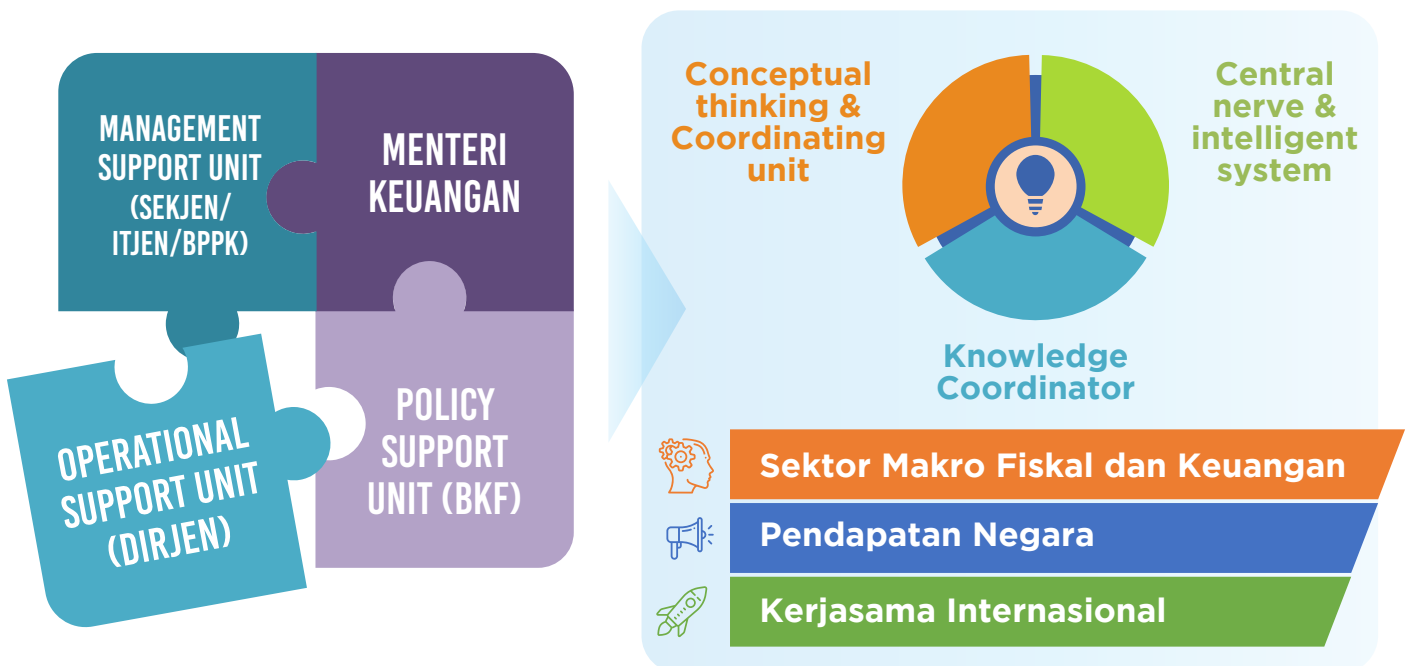 MANAGEMENT
SUPPORT UNIT
(SEKJEN/
ITJEN/BPPK)
MENTERI
KEUANGAN
OPERATIONAL
SUPPORT UNIT
(DIRJEN)
POLICY
SUPPORT
UNIT (BKF)
Conceptual
thinking &
Coordinating
unit
Central
nerve &
intelligent
system
Knowledge
Coordinator
Sektor Makro Fiskal dan Keuangan
Pendapatan Negara
Kerjasama Internasional